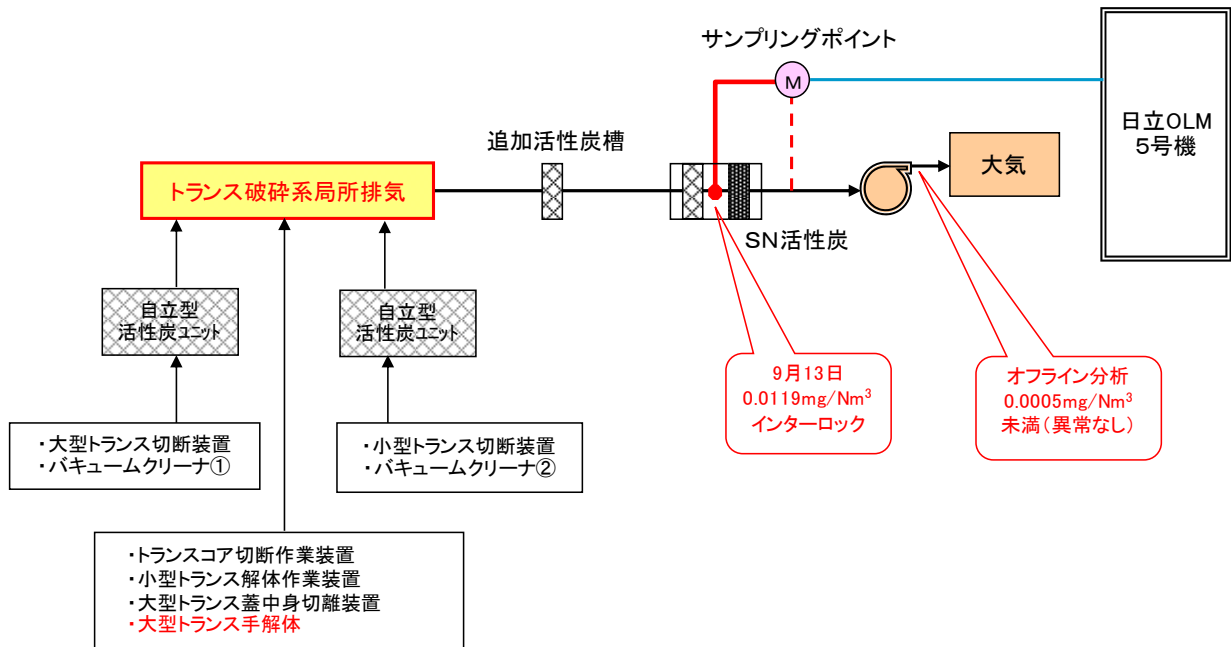 サンプリングポイント
M
日立OLM
5号機
追加活性炭槽
大気
トランス破砕系局所排気
SN活性炭
自立型
活性炭ユニット
自立型
活性炭ユニット
9月13日
0.0119mg/Nm³
インターロック
オフライン分析
0.0005mg/Nm³
未満(異常なし)
・大型トランス切断装置
・バキュームクリーナ①
・小型トランス切断装置
・バキュームクリーナ②
・トランスコア切断作業装置
・小型トランス解体作業装置
・大型トランス蓋中身切離装置
・大型トランス手解体